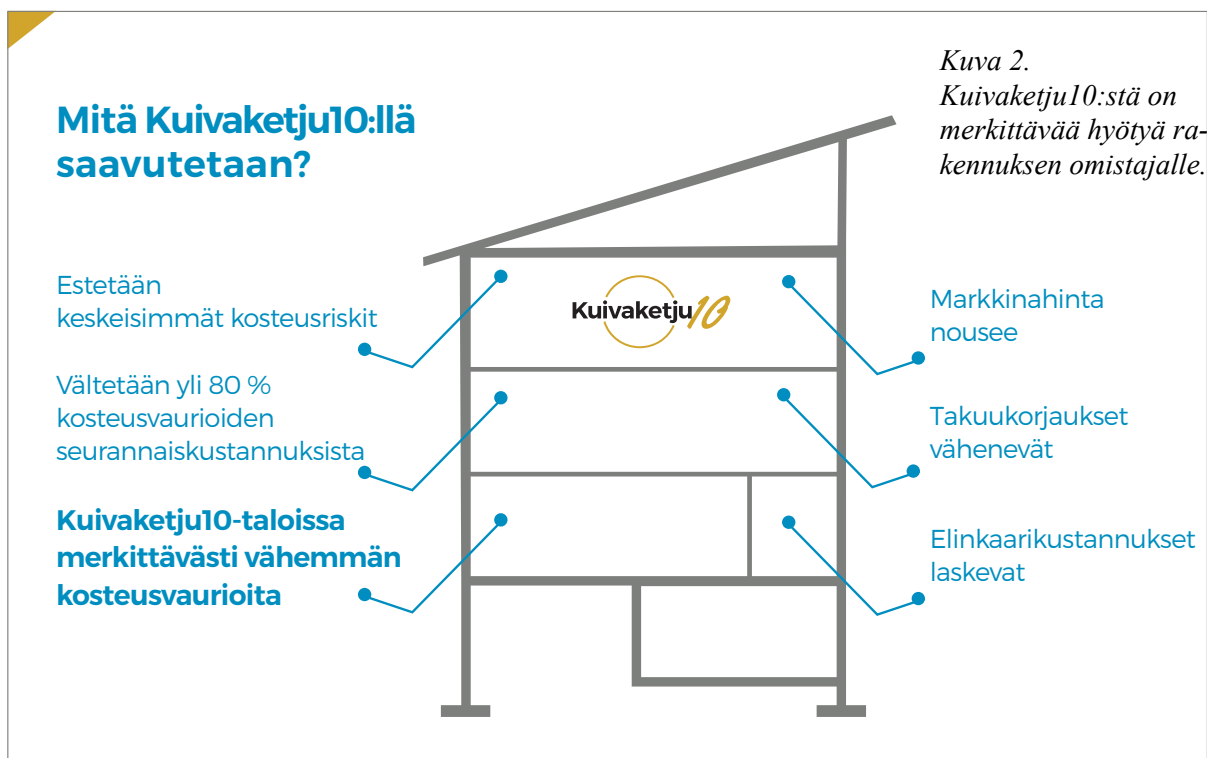 Mitä Kuivaketju10:llä
saavutetaan?
Kuva 2.
Kuivaketju10:stä on
merkittävää hyötyä ra-
kennuksen omistajalle.
Estetään
keskeisimmät kosteusriskit
Vältetään yli 80 %
kosteusvaurioiden
seurannaiskustannuksista
Kuivaketju10-taloissa
merkittävästi vähemmän
kosteusvaurioita
Kuivaketju10
Markkinahinta
nousee
Takuukorjaukset
vähenevät
Elinkaarikustannukset
laskevat